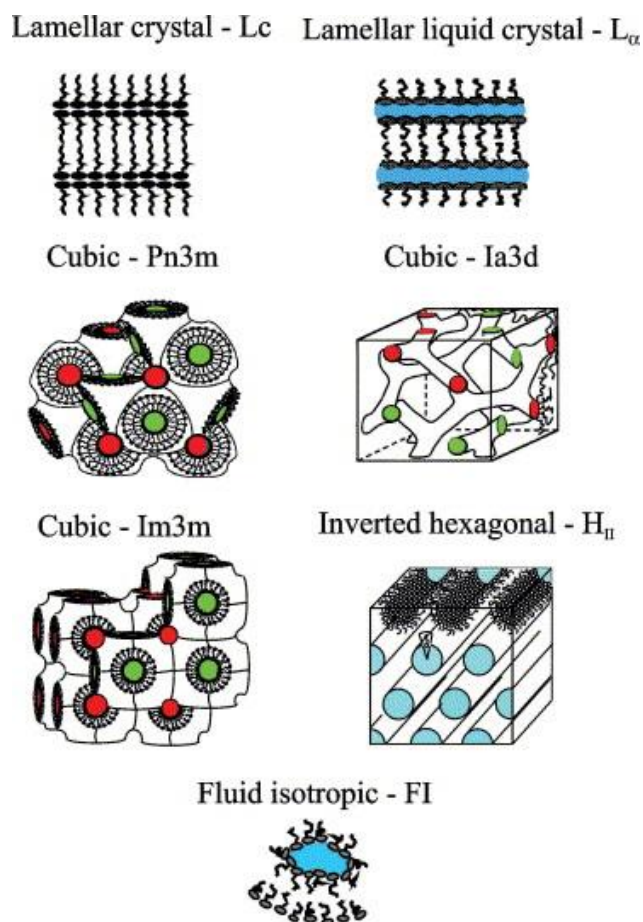 Lamellar crystal - Lc
Lamellar liquid crystal - Lα
Cubic - Pn3m
Cubic - Ia3d
Cubic - Im3m
Inverted hexagonal - HII
Fluid isotropic - FI